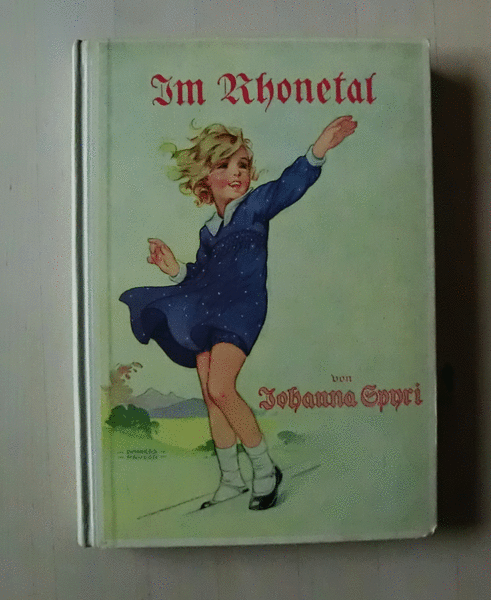 Im Rhonetal
von
Johanna Spyri